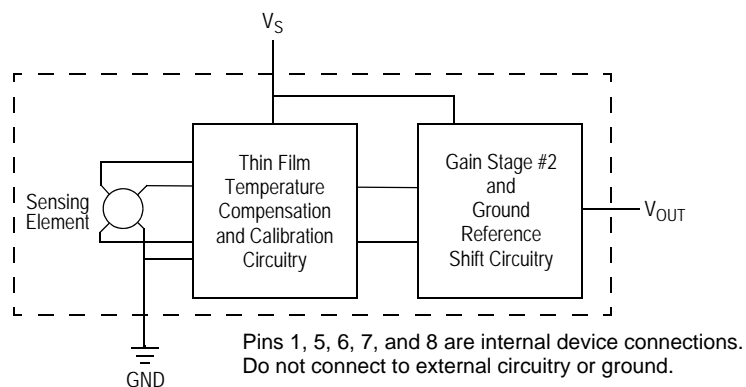 V_S
Sensing
Element
Thin Film
Temperature
Compensation
and Calibration
Circuitry
Gain Stage #2
and
Ground
Reference
Shift Circuitry
V_OUT
GND
Pins 1, 5, 6, 7, and 8 are internal device connections.
Do not connect to external circuitry or ground.